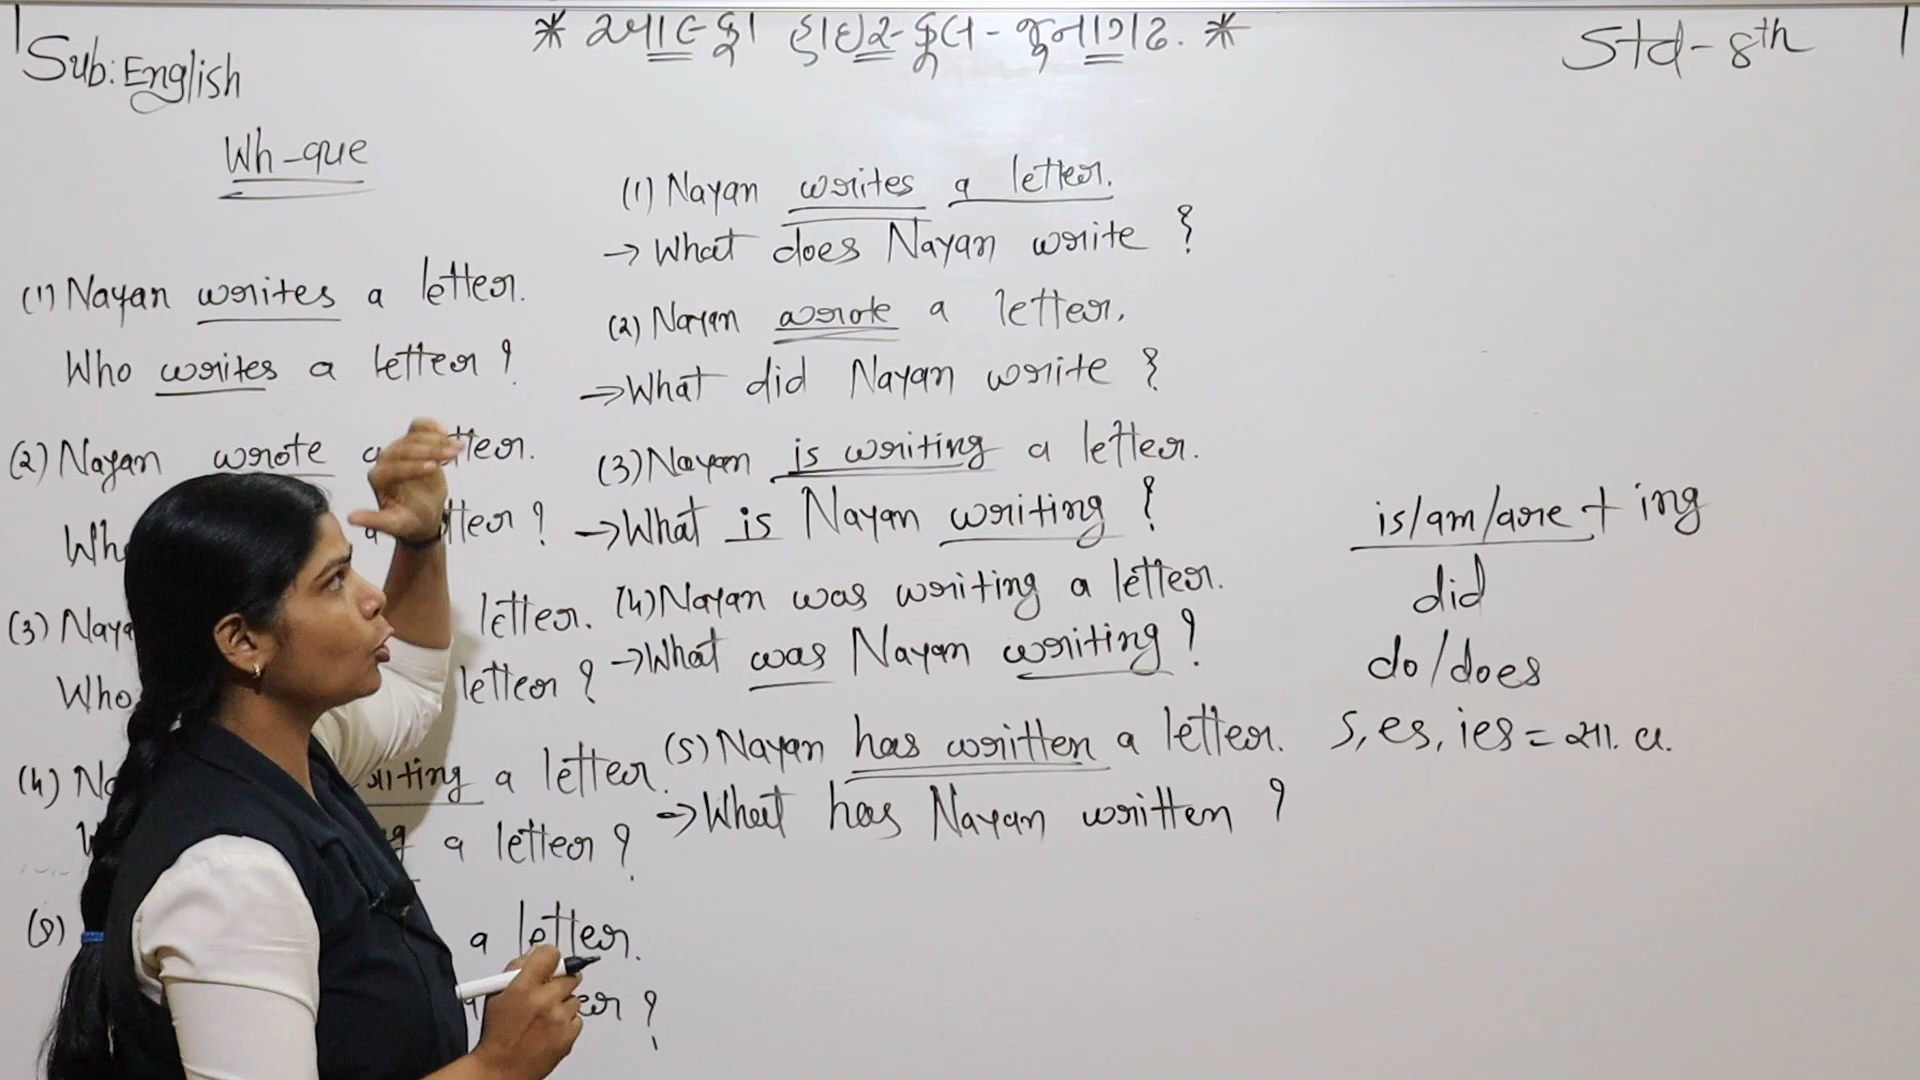 * આલ્ફા હાઇસ્કૂલ - જૂનાગઢ. *
Sub: English
Std - 8th
Wh-que
(1) Nayan writes a letter.
Who writes a letter?
(2) Nayan wrote a letter.
letter?
(3) Naya
letter.
Who
letter?
(4) Na
a letter.
a letter?
(5)
a letter.
?
(1) Nayan writes a letter.
→ What does Nayan write ?
(2) Nayan wrote a letter.
→ What did Nayan write ?
(3) Nayan is writing a letter.
→ What is Nayan writing ?
(4) Nayan was writing a letter.
→ What was Nayan writing ?
(5) Nayan has written a letter.
→ What has Nayan written ?
is/am/are + ing
did
do/does
s, es, ies = સા. વ.